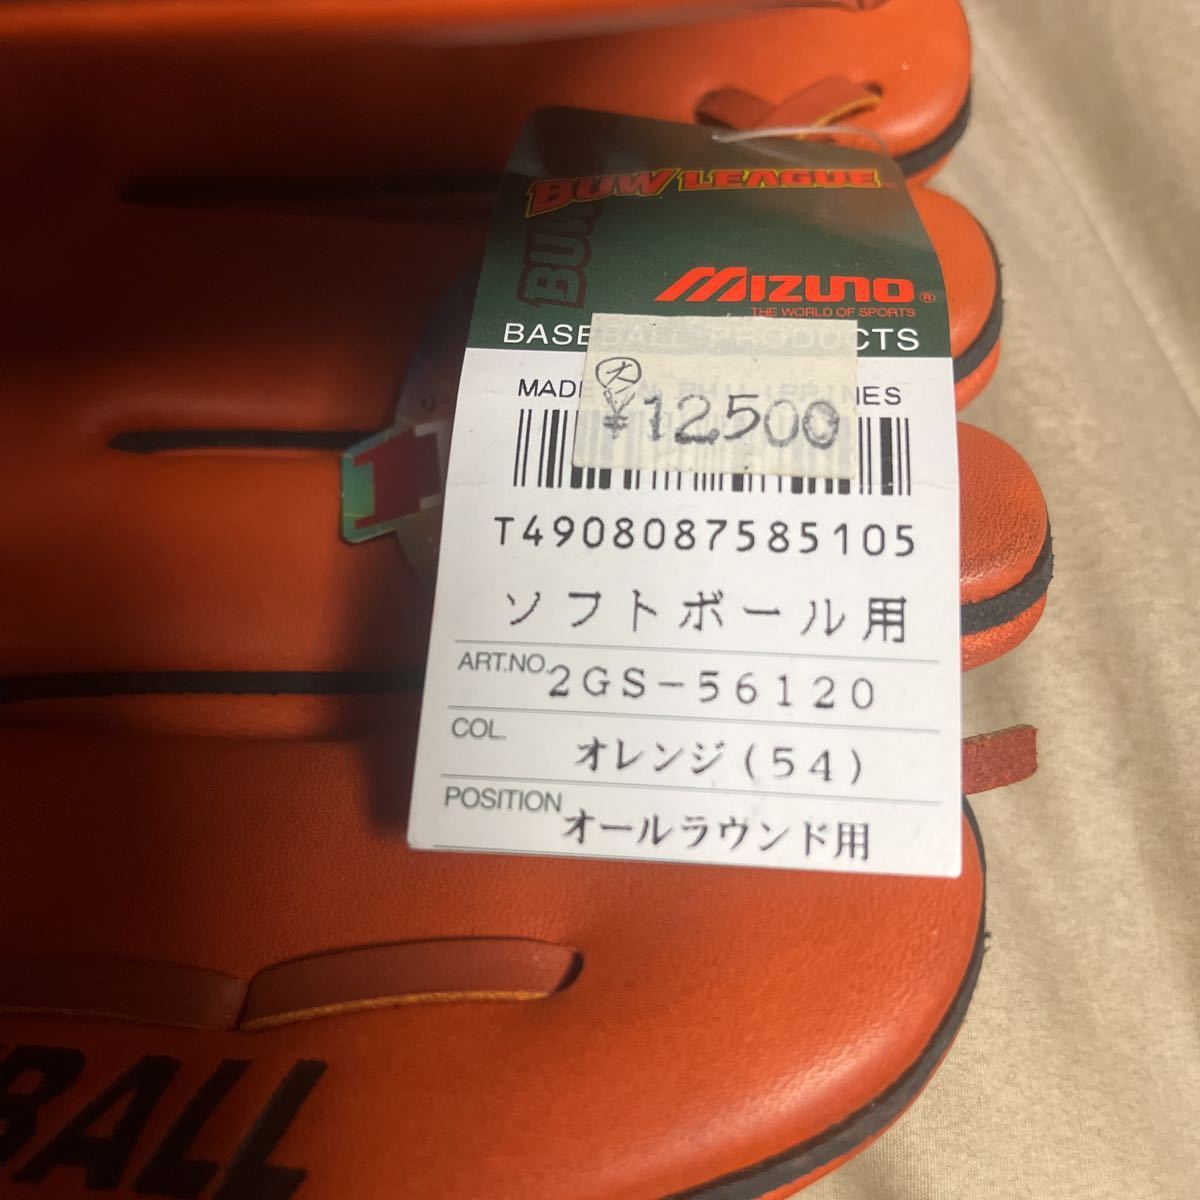 BUW LEAGUE
BUW
MIZUNO®
THE WORLD OF SPORTS
BASEBALL PRODUCTS
MADE IN PHILIPPINES
大
¥12500
T4908087585105
ソフトボール用
ART.NO. 2GS-56120
COL. オレンジ(54)
POSITION オールラウンド用
BALL